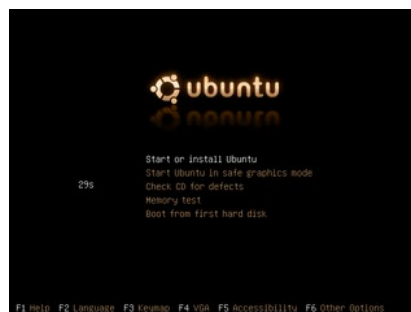 ubuntu
Start or install Ubuntu
Start Ubuntu in safe graphics mode
29s
Check CD for defects
Memory test
Boot from first hard disk
F1 Help F2 Language F3 Keymap F4 VGA F5 Accessibility F6 Other Options